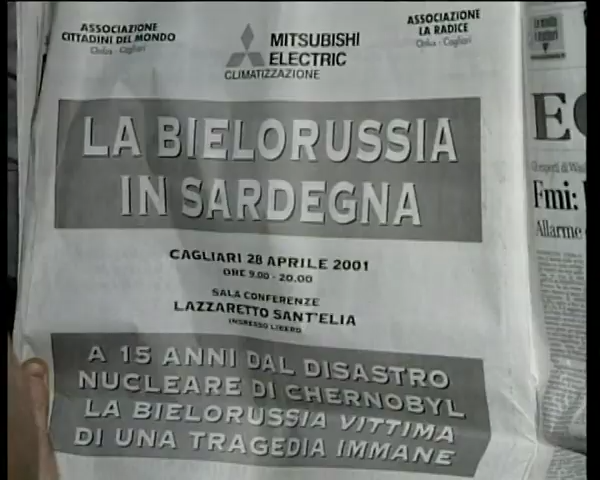 ASSOCIAZIONE
CITTADINI DEL MONDO
Onlus - Cagliari
MITSUBISHI
ELECTRIC
CLIMATIZZAZIONE
ASSOCIAZIONE
LA RADICE
Onlus - Cagliari
LA BIELORUSSIA
IN SARDEGNA
CAGLIARI 28 APRILE 2001
ORE 9.00 - 20.00
SALA CONFERENZE
LAZZARETTO SANT'ELIA
INGRESSO LIBERO
A 15 ANNI DAL DISASTRO
NUCLEARE DI CHERNOBYL
LA BIELORUSSIA VITTIMA
DI UNA TRAGEDIA IMMANE
Fmi:
Allarme